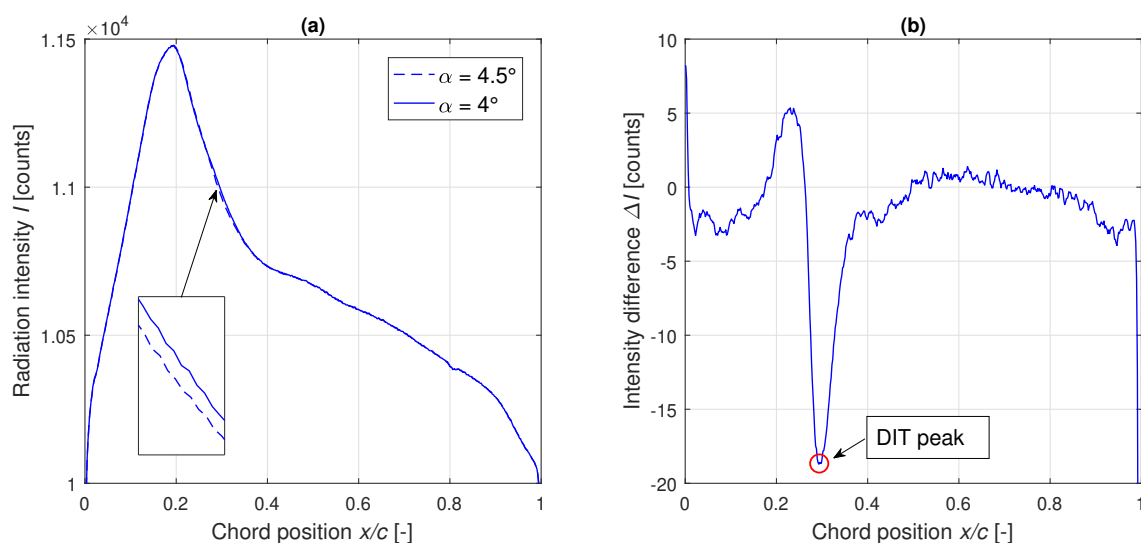 (a)
×10⁴
1.15
1.1
1.05
1
Radiation intensity I [counts]
α = 4.5°
α = 4°
0
0.2
0.4
0.6
0.8
1
Chord position x/c [-]
(b)
10
5
0
-5
-10
-15
-20
Intensity difference ΔI [counts]
DIT peak
0
0.2
0.4
0.6
0.8
1
Chord position x/c [-]